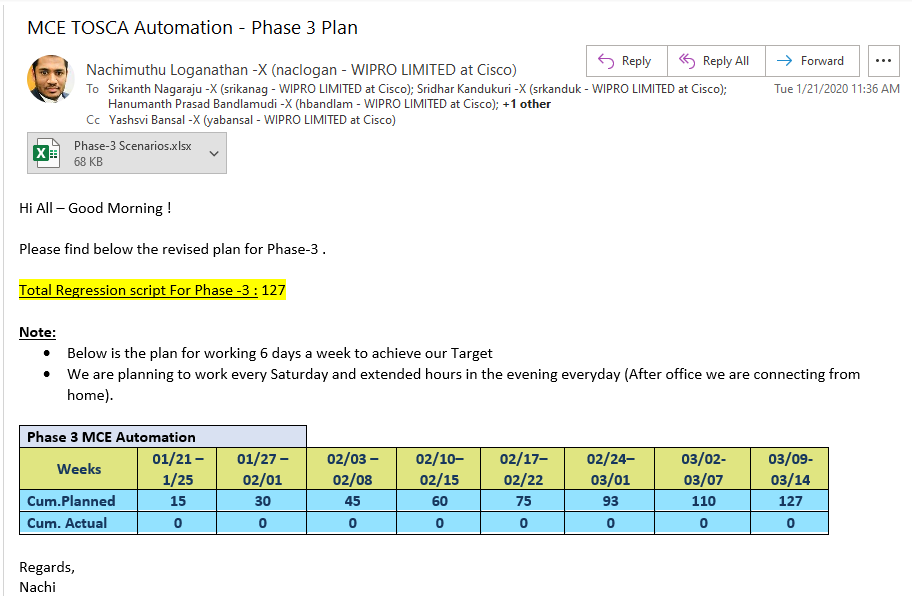 MCE TOSCA Automation - Phase 3 Plan
Nachimuthu Loganathan -X (naclogan - WIPRO LIMITED at Cisco)
Reply
Reply All
Forward
To Srikanth Nagaraju -X (srikanag - WIPRO LIMITED at Cisco); Sridhar Kandukuri -X (srkanduk - WIPRO LIMITED at Cisco);
Tue 1/21/2020 11:36 AM
Hanumanth Prasad Bandlamudi -X (hbandlam - WIPRO LIMITED at Cisco); +1 other
Cc Yashsvi Bansal -X (yabansal - WIPRO LIMITED at Cisco)
Phase-3 Scenarios.xlsx
68 KB
Hi All – Good Morning !
Please find below the revised plan for Phase-3 .
Total Regression script For Phase -3 : 127
Note:
• Below is the plan for working 6 days a week to achieve our Target
• We are planning to work every Saturday and extended hours in the evening everyday (After office we are connecting from
home).
Phase 3 MCE Automation
Weeks 01/21 – 1/25 01/27 – 02/01 02/03 – 02/08 02/10– 02/15 02/17– 02/22 02/24– 03/01 03/02- 03/07 03/09- 03/14
Cum.Planned 15 30 45 60 75 93 110 127
Cum. Actual 0 0 0 0 0 0 0 0
Regards,
Nachi